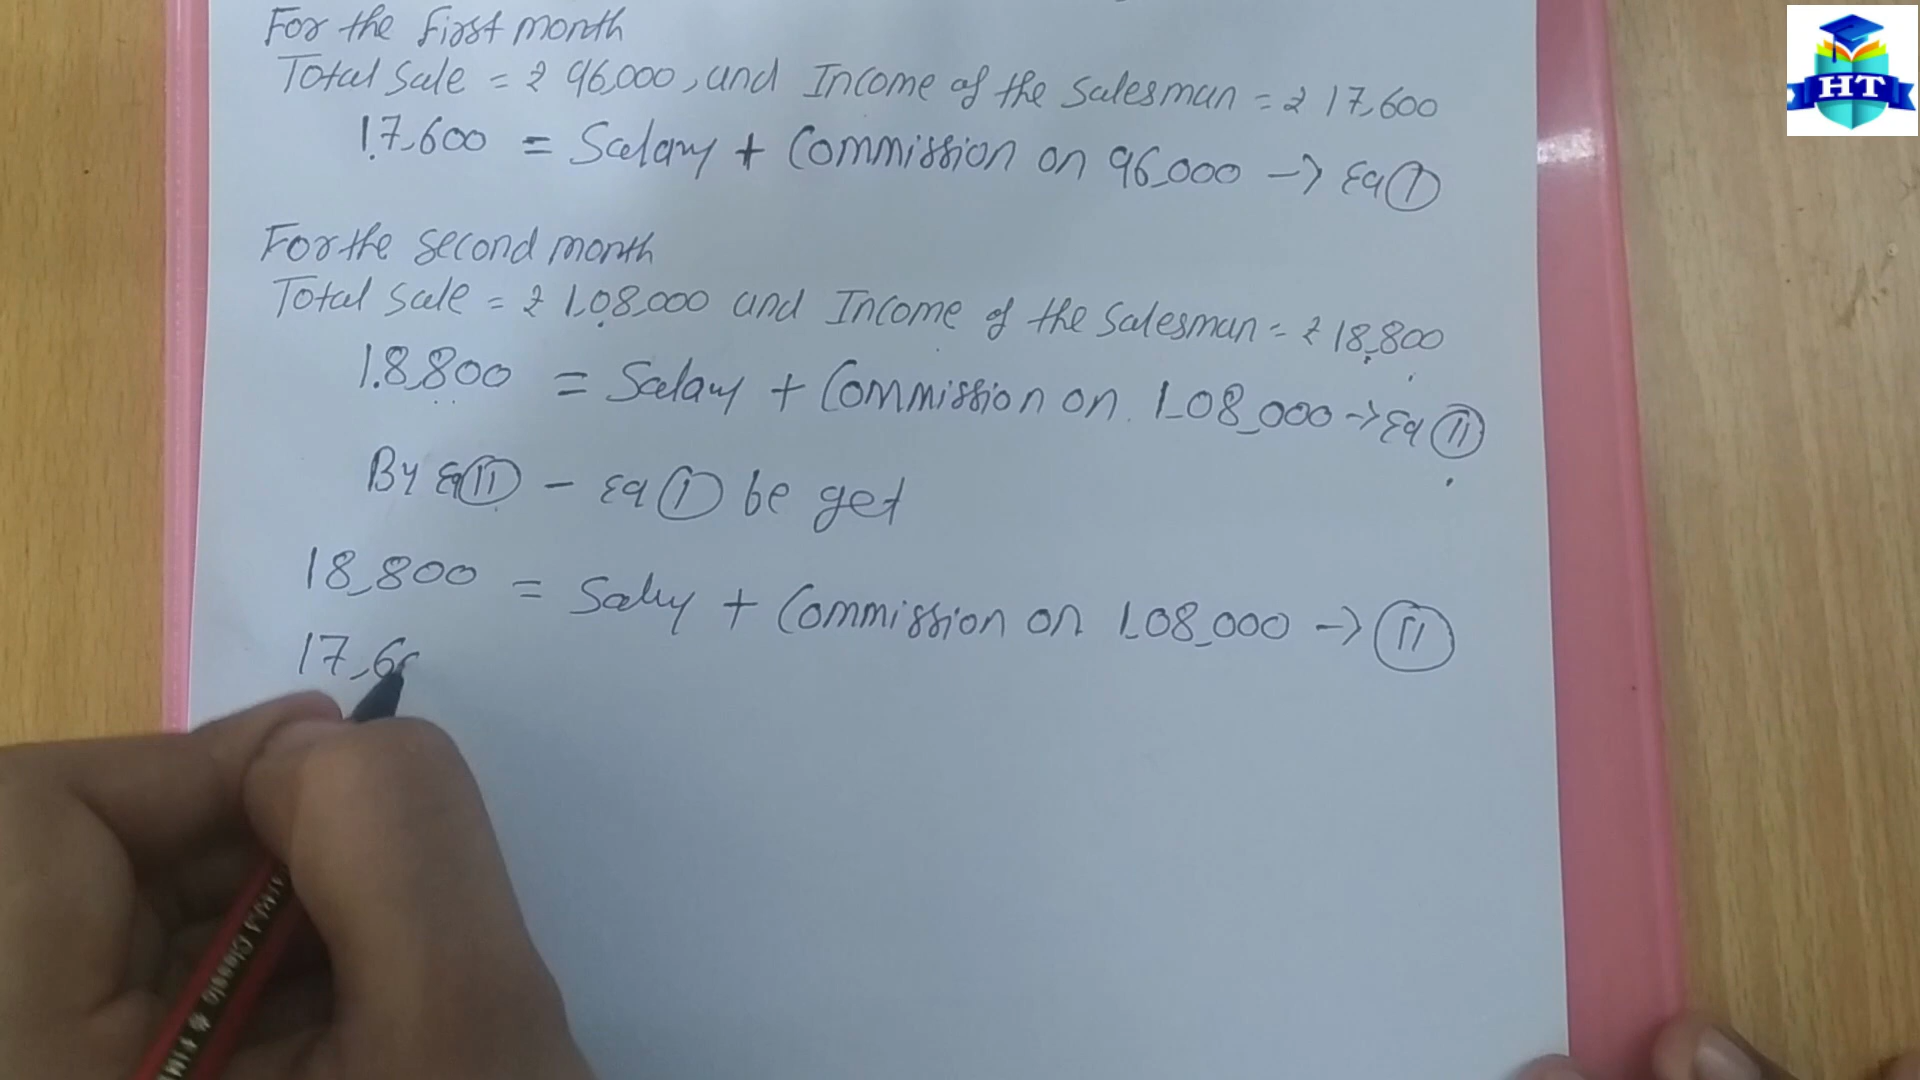 For the first month
Total sale = ₹ 96,000, and Income of the salesman = ₹ 17,600
17,600 = Salary + Commission on 96,000 → Eq (I)
For the second month
Total sale = ₹ 1,08,000 and Income of the salesman = ₹ 18,800
18,800 = Salary + Commission on 1,08,000 → Eq (II)
By Eq (II) - Eq (I) be get
18,800 = Salary + Commission on 1,08,000 → (II)
17,6
HT